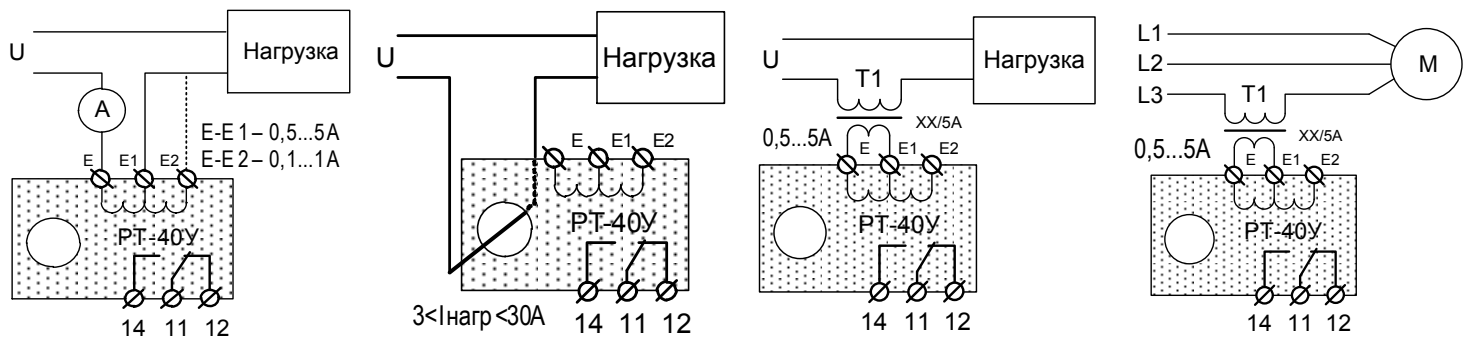 U
Нагрузка
A
E-E1 – 0,5...5A
E-E2 – 0,1...1A
E E1 E2
РТ-40У
14 11 12
U
Нагрузка
E E1 E2
РТ-40У
3<Iнагр<30А
14 11 12
U
Нагрузка
T1
XX/5A
0,5...5A
E E1 E2
РТ-40У
14 11 12
L1
L2
L3
M
T1
XX/5A
0,5...5A
E E1 E2
РТ-40У
14 11 12